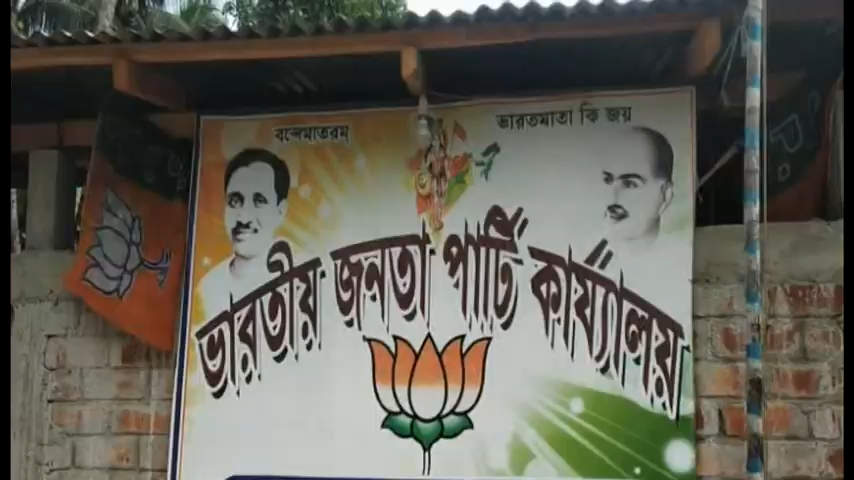 বন্দেমাতরম্
ভারতমাতা কি জয়
ভারতীয় জনতা পার্টি কার্য্যালয়